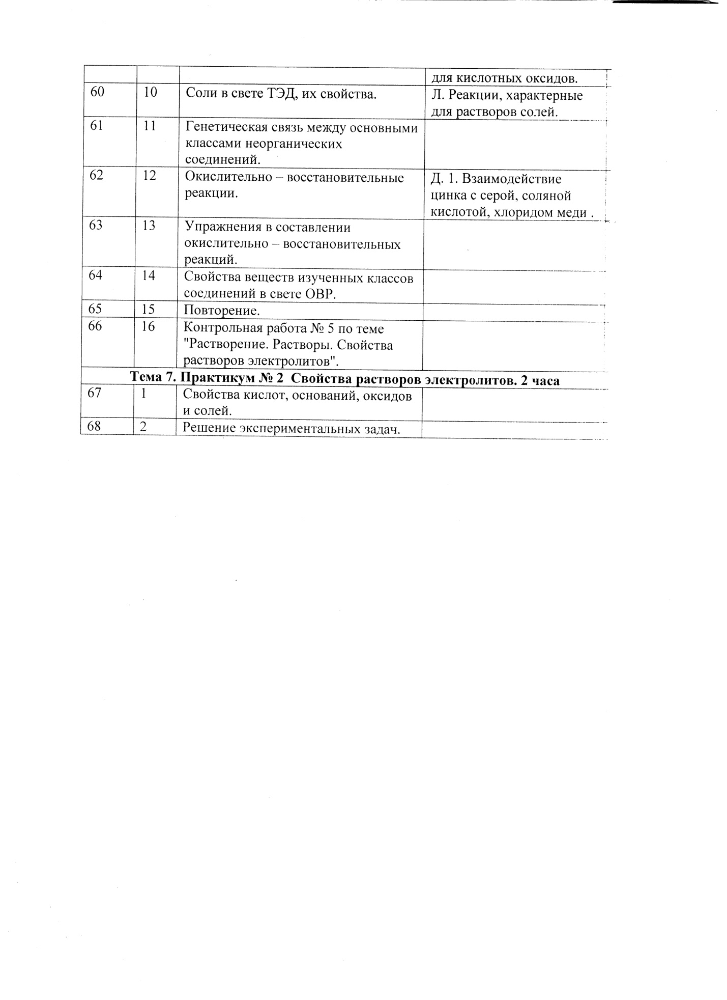 для кислотных оксидов.
60 10 Соли в свете ТЭД, их свойства. Л. Реакции, характерные
для растворов солей.
61 11 Генетическая связь между основными
классами неорганических
соединений.
62 12 Окислительно – восстановительные Д. 1. Взаимодействие
реакции. цинка с серой, соляной
кислотой, хлоридом меди .
63 13 Упражнения в составлении
окислительно – восстановительных
реакций.
64 14 Свойства веществ изученных классов
соединений в свете ОВР.
65 15 Повторение.
66 16 Контрольная работа № 5 по теме
"Растворение. Растворы. Свойства
растворов электролитов".
Тема 7. Практикум № 2 Свойства растворов электролитов. 2 часа
67 1 Свойства кислот, оснований, оксидов
и солей.
68 2 Решение экспериментальных задач.